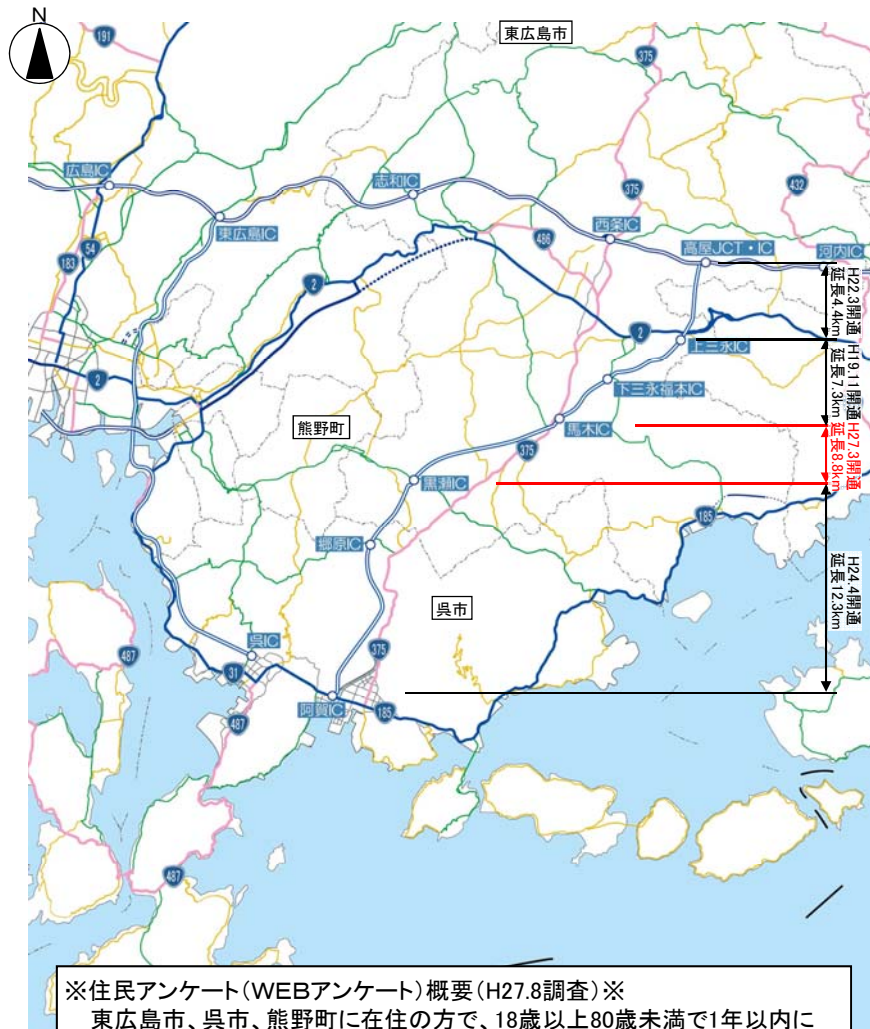 N
191
東広島市
375
広島IC
志和IC
375
432
東広島IC
西条IC
54
486
高屋JCT・IC
河内IC
183
2
H22.3開通
延長4.4km
2
上三永IC
2
H19.11開通
延長7.3km
下三永福本IC
馬木IC
熊野町
375
H27.3開通
延長8.8km
黒瀬IC
185
郷原IC
H24.4開通
延長12.3km
呉市
呉IC
375
487
31
阿賀IC
185
487
487
※住民アンケート(WEBアンケート)概要(H27.8調査)※
東広島市、呉市、熊野町に在住の方で、18歳以上80歳未満で1年以内に